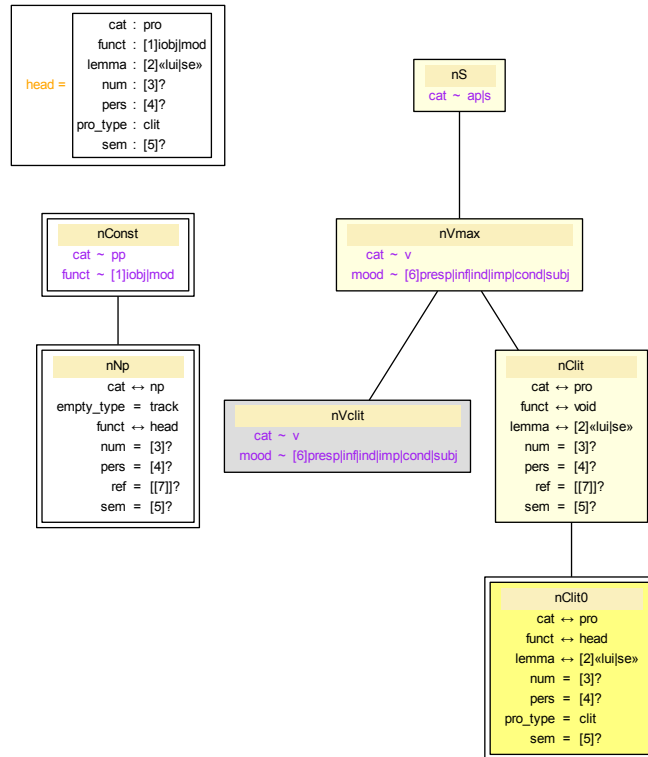 head =
cat : pro
funct : [1]iobj|mod
lemma : [2]«lui|se»
num : [3]?
pers : [4]?
pro_type : clit
sem : [5]?
nS
cat ~ ap|s
nConst
cat ~ pp
funct ~ [1]iobj|mod
nVmax
cat ~ v
mood ~ [6]presp|inf|ind|imp|cond|subj
nNp
cat ↔ np
empty_type = track
funct ↔ head
num = [3]?
pers = [4]?
ref = [[7]]?
sem = [5]?
nVclit
cat ~ v
mood ~ [6]presp|inf|ind|imp|cond|subj
nClit
cat ↔ pro
funct ↔ void
lemma ↔ [2]«lui|se»
num = [3]?
pers = [4]?
ref = [[7]]?
sem = [5]?
nClit0
cat ↔ pro
funct ↔ head
lemma ↔ [2]«lui|se»
num = [3]?
pers = [4]?
pro_type = clit
sem = [5]?